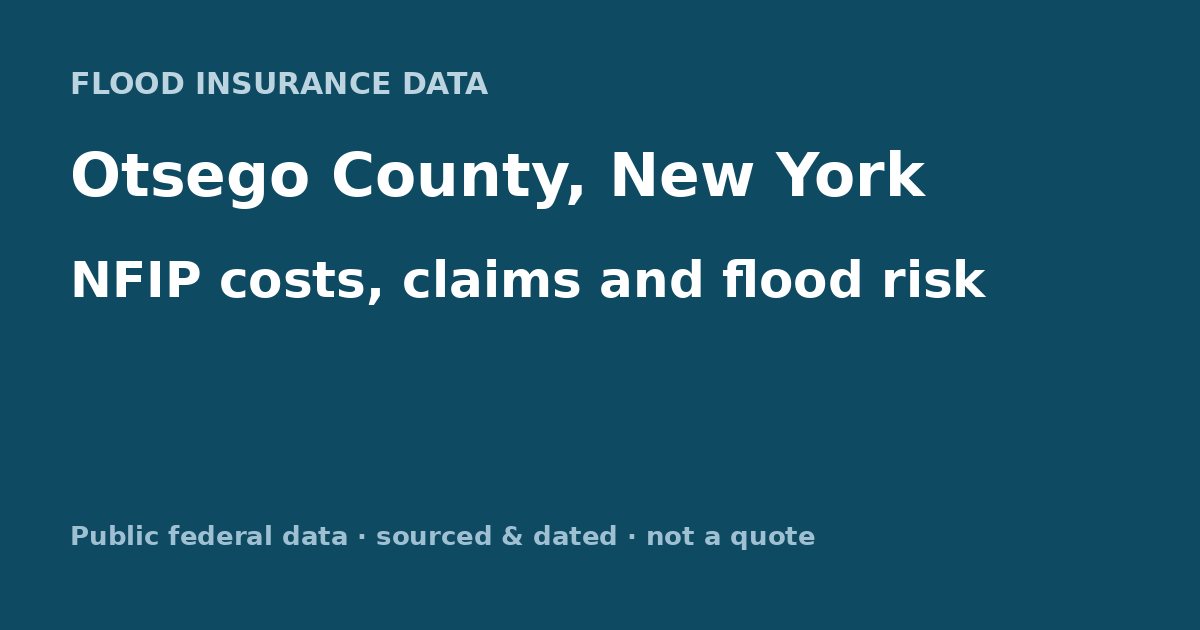 FLOOD INSURANCE DATA
Otsego County, New York
NFIP costs, claims and flood risk
Public federal data · sourced & dated · not a quote